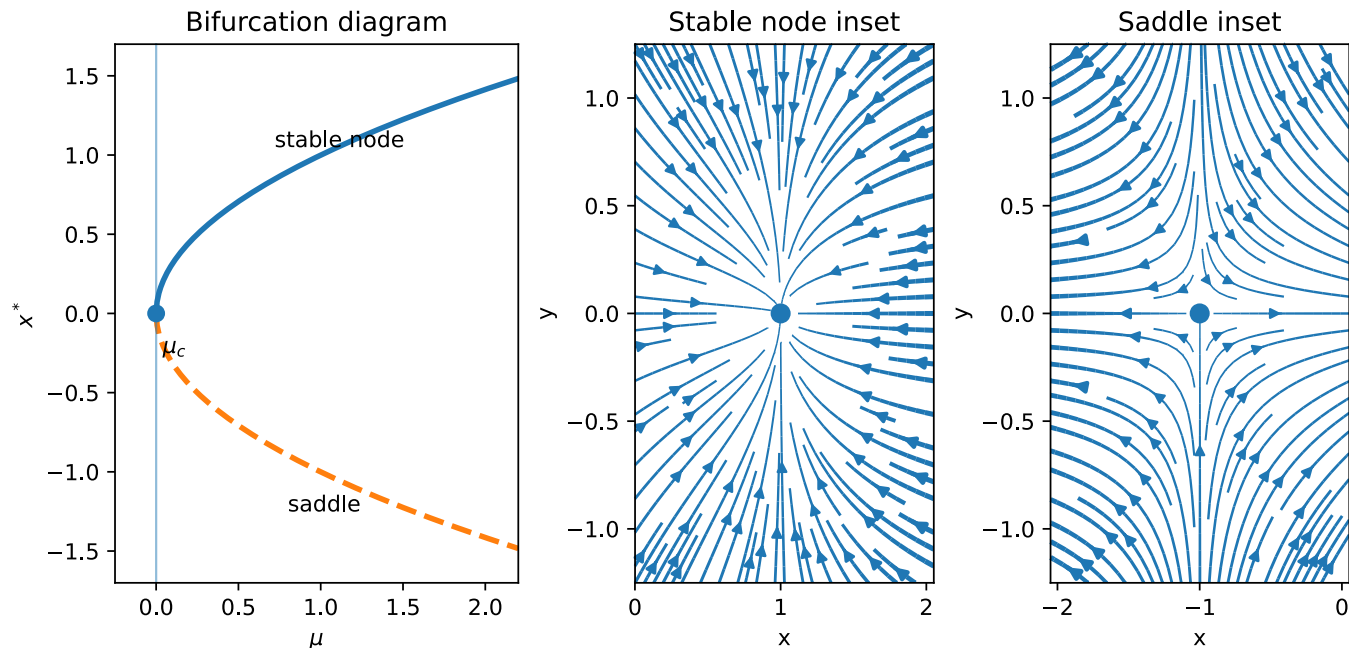 Bifurcation diagram
1.5
1.0
0.5
0.0
−0.5
−1.0
−1.5
x*
stable node
μc
saddle
0.0 0.5 1.0 1.5 2.0
μ
Stable node inset
1.0
0.5
0.0
−0.5
−1.0
y
0 1 2
x
Saddle inset
1.0
0.5
0.0
−0.5
−1.0
y
−2 −1 0
x